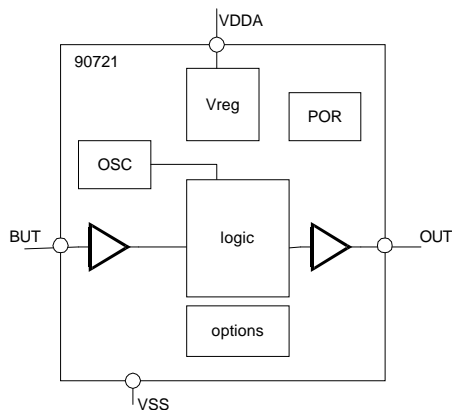 VDDA
90721
Vreg
POR
OSC
BUT
logic
OUT
options
VSS